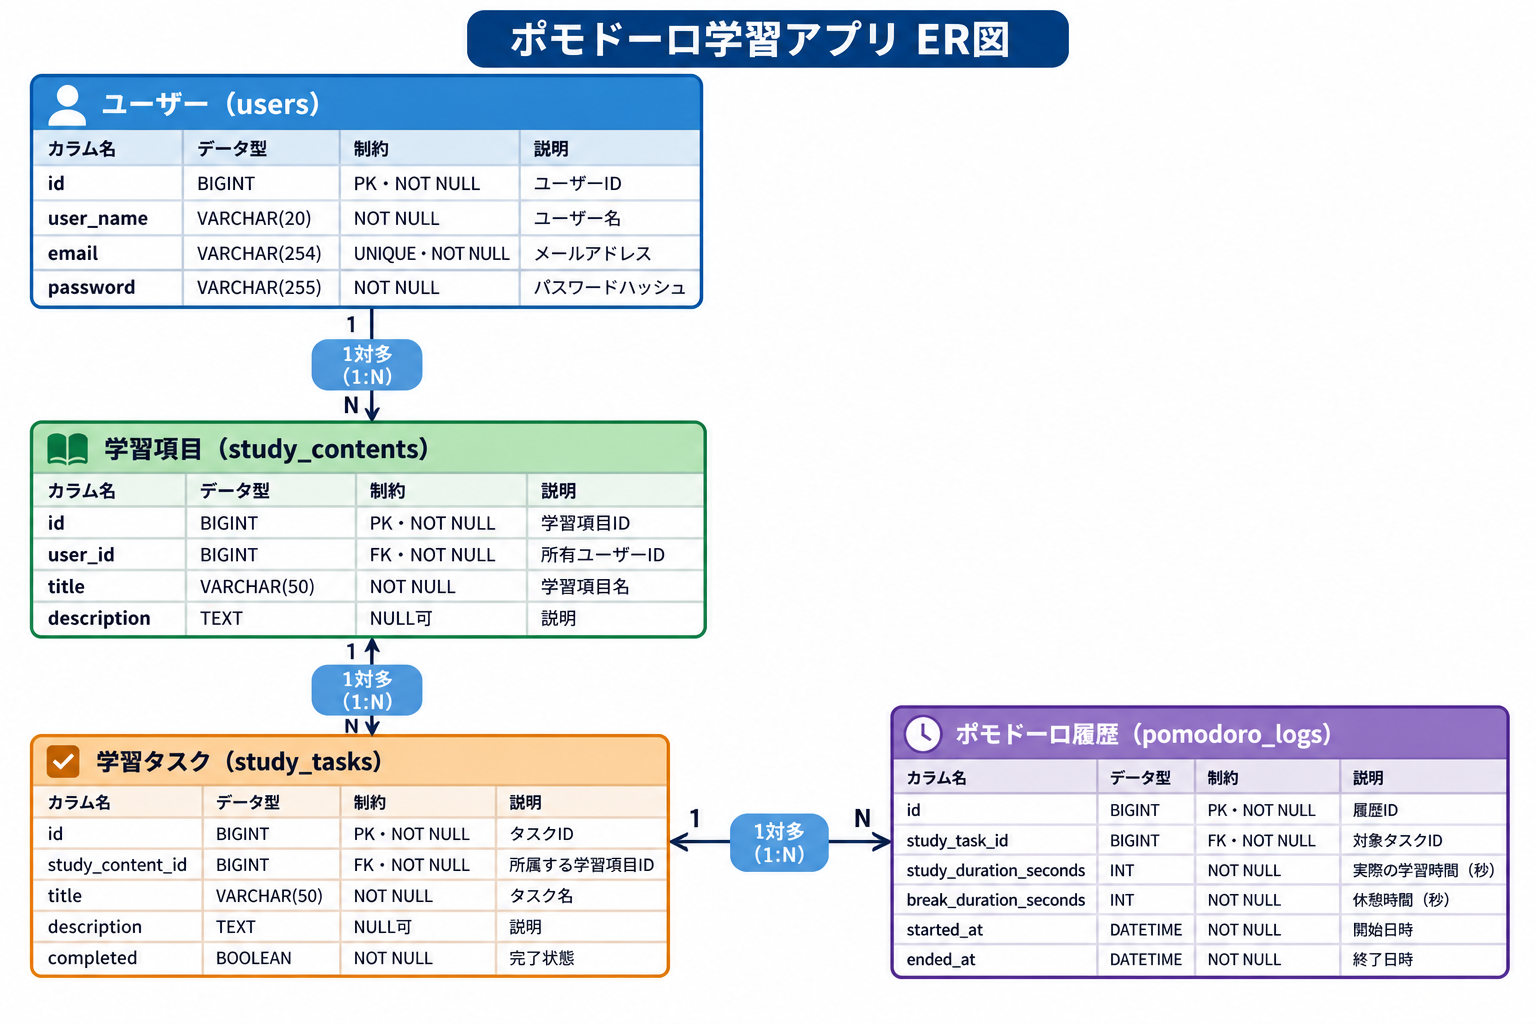 ポモドーロ学習アプリ ER図
ユーザー（users）
カラム名 データ型 制約 説明
id BIGINT PK・NOT NULL ユーザーID
user_name VARCHAR(20) NOT NULL ユーザー名
email VARCHAR(254) UNIQUE・NOT NULL メールアドレス
password VARCHAR(255) NOT NULL パスワードハッシュ
1
1対多
（1:N）
N
学習項目（study_contents）
カラム名 データ型 制約 説明
id BIGINT PK・NOT NULL 学習項目ID
user_id BIGINT FK・NOT NULL 所有ユーザーID
title VARCHAR(50) NOT NULL 学習項目名
description TEXT NULL可 説明
1
1対多
（1:N）
N
学習タスク（study_tasks）
カラム名 データ型 制約 説明
id BIGINT PK・NOT NULL タスクID
study_content_id BIGINT FK・NOT NULL 所属する学習項目ID
title VARCHAR(50) NOT NULL タスク名
description TEXT NULL可 説明
completed BOOLEAN NOT NULL 完了状態
1
1対多
（1:N）
N
ポモドーロ履歴（pomodoro_logs）
カラム名 データ型 制約 説明
id BIGINT PK・NOT NULL 履歴ID
study_task_id BIGINT FK・NOT NULL 対象タスクID
study_duration_seconds INT NOT NULL 実際の学習時間（秒）
break_duration_seconds INT NOT NULL 休憩時間（秒）
started_at DATETIME NOT NULL 開始日時
ended_at DATETIME NOT NULL 終了日時